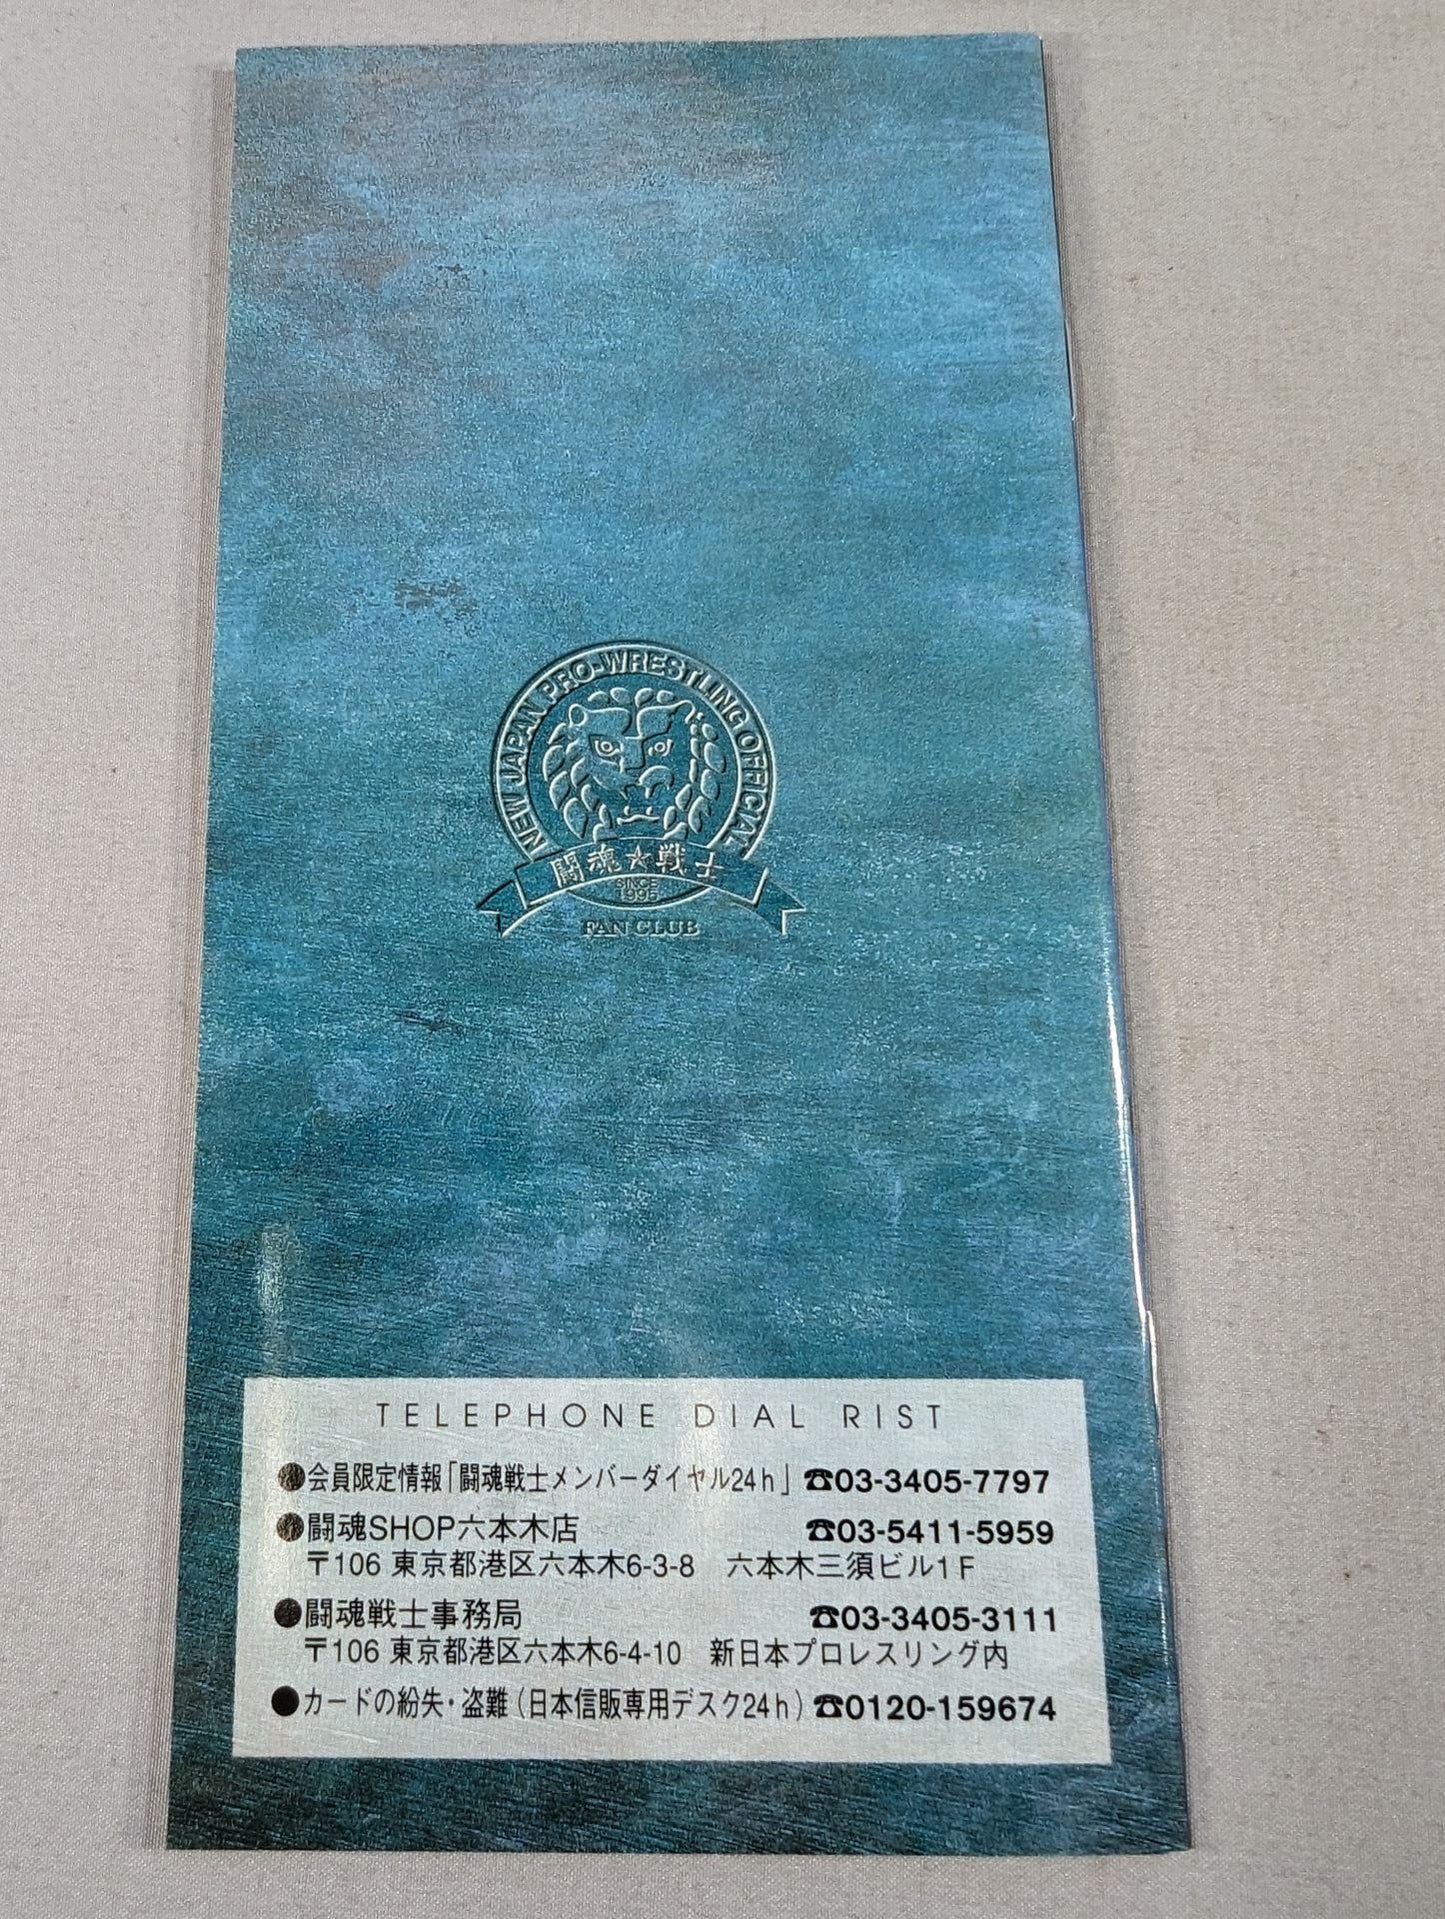 NEW JAPAN PRO-WRESTLING OFFICIAL
闘魂★戦士
SINCE
1995
FAN CLUB
TELEPHONE DIAL RIST
●会員限定情報「闘魂戦士メンバーダイヤル24h」 ☎03-3405-7797
●闘魂SHOP六本木店 ☎03-5411-5959
〒106 東京都港区六本木6-3-8 六本木三須ビル1F
●闘魂戦士事務局 ☎03-3405-3111
〒106 東京都港区六本木6-4-10 新日本プロレスリング内
●カードの紛失・盗難(日本信販専用デスク24h) ☎0120-159674